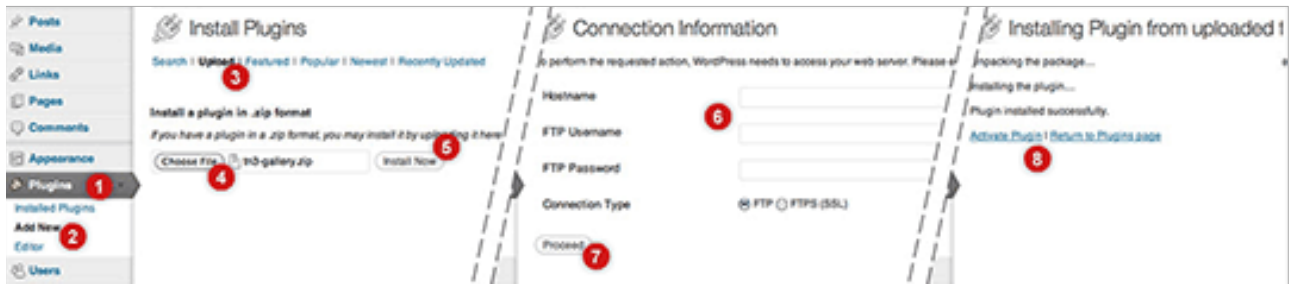 Posts
Media
Links
Pages
Comments
Appearance
Plugins 1
Installed Plugins
Add New
2
Editor
Users
Install Plugins
Search | Upload | Featured | Popular | Newest | Recently Updated
3
Install a plugin in .zip format
If you have a plugin in a .zip format, you may install it by uploading it here
5
Choose File tn3-gallery.zip Install Now
4
Connection Information
o perform the requested action, WordPress needs to access your web server. Please e
Hostname
6
FTP Username
FTP Password
Connection Type FTP FTPS (SSL)
Proceed
7
Installing Plugin from uploaded f
npacking the package...
nstalling the plugin...
Plugin installed successfully.
Activate Plugin | Return to Plugins page
8